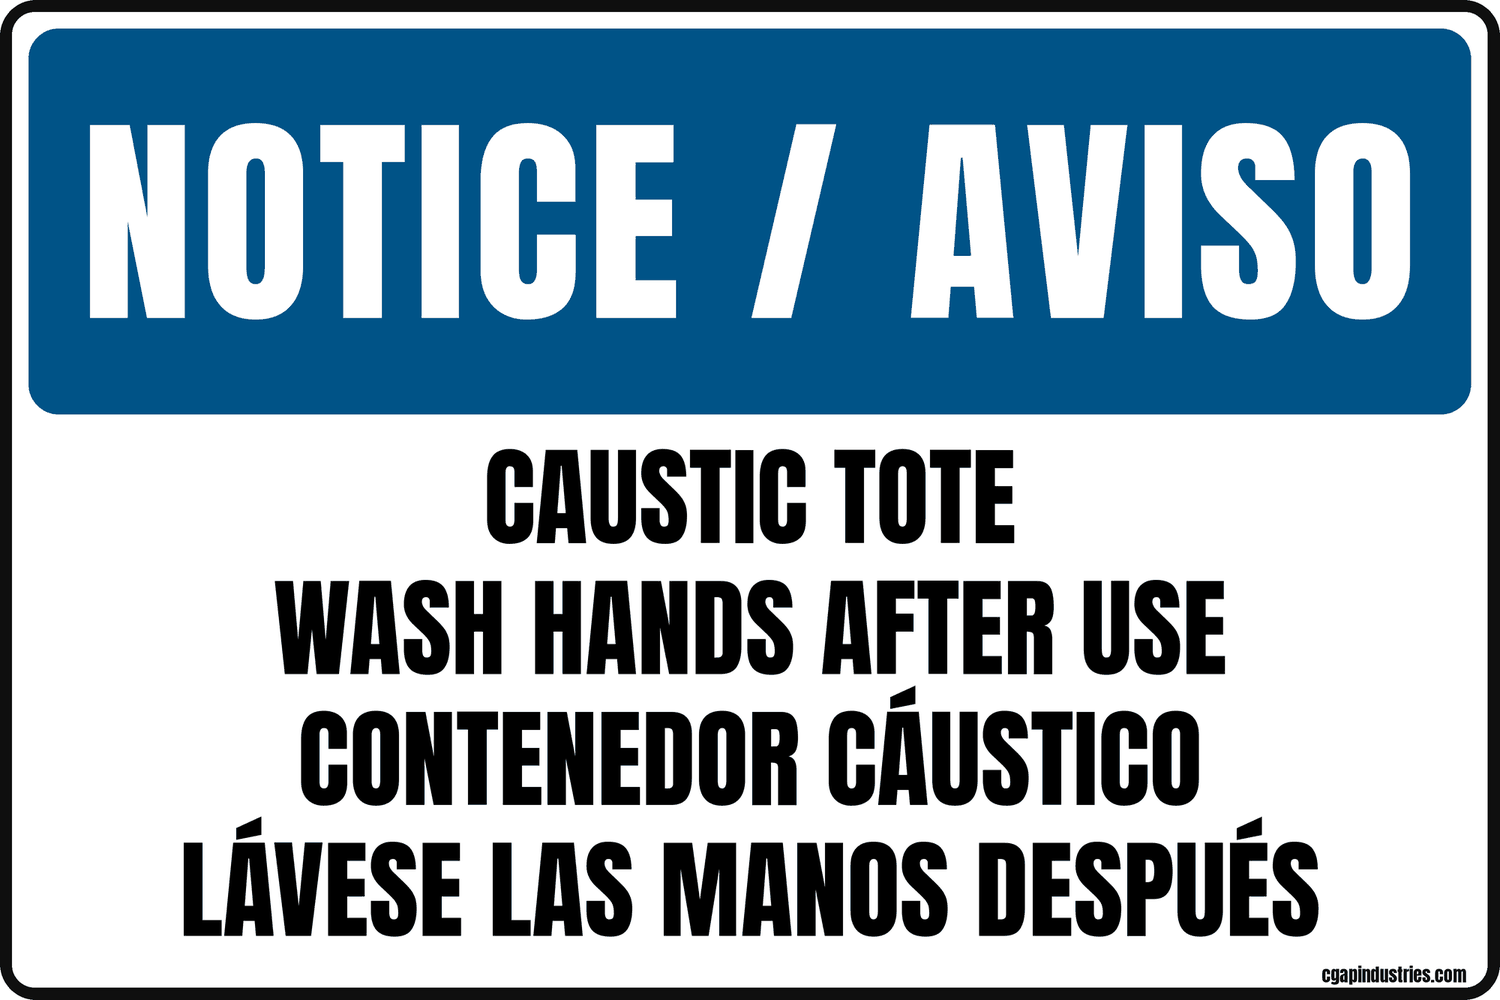 NOTICE / AVISO
CAUSTIC TOTE
WASH HANDS AFTER USE
CONTENEDOR CÁUSTICO
LÁVESE LAS MANOS DESPUÉS
cgapindustries.com